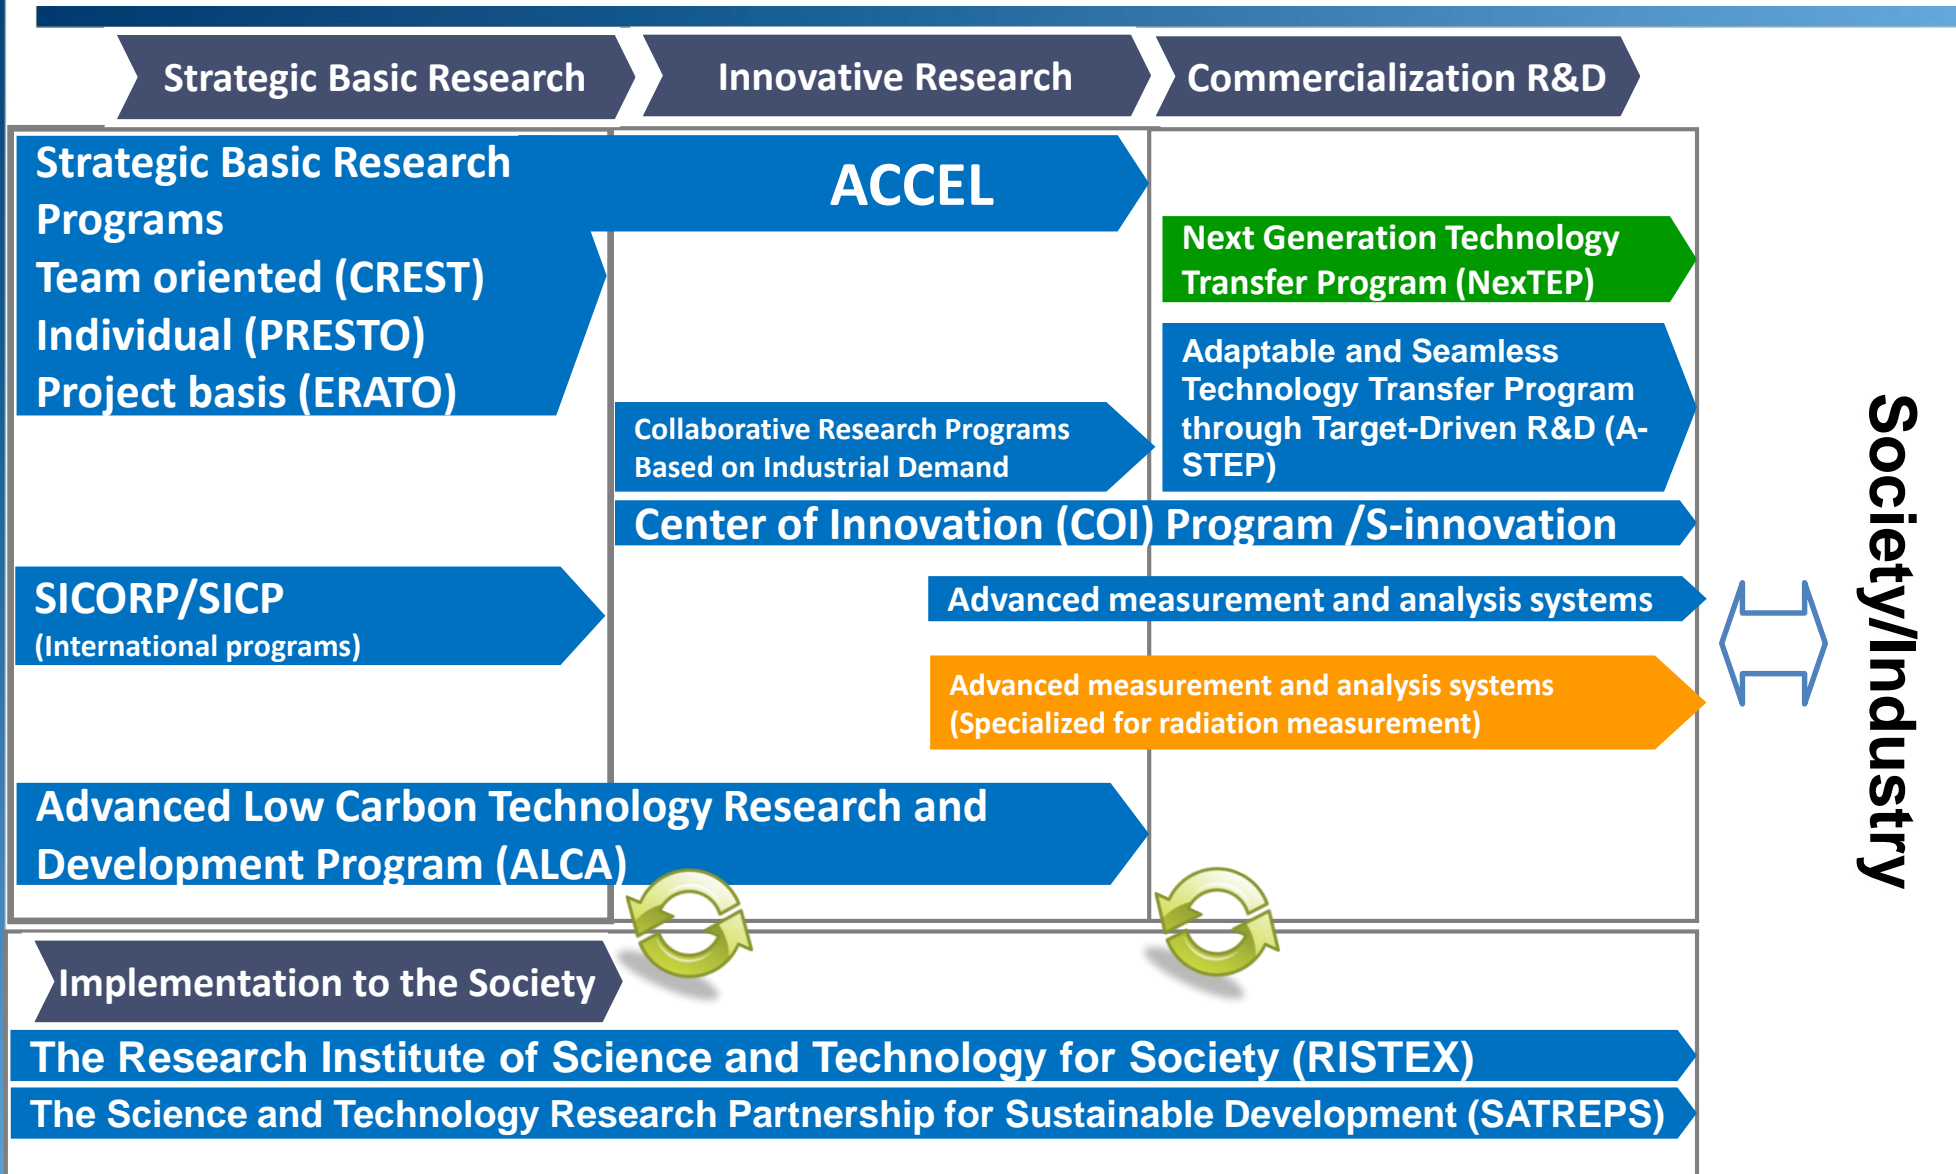 Strategic Basic Research
Innovative Research
Commercialization R&D
Strategic Basic Research
Programs
Team oriented (CREST)
Individual (PRESTO)
Project basis (ERATO)
ACCEL
Next Generation Technology
Transfer Program (NexTEP)
Adaptable and Seamless
Technology Transfer Program
through Target-Driven R&D (A-
STEP)
Collaborative Research Programs
Based on Industrial Demand
Center of Innovation (COI) Program /S-innovation
SICORP/SICP
(International programs)
Advanced measurement and analysis systems
Advanced measurement and analysis systems
(Specialized for radiation measurement)
Advanced Low Carbon Technology Research and
Development Program (ALCA)
Society/Industry
Implementation to the Society
The Research Institute of Science and Technology for Society (RISTEX)
The Science and Technology Research Partnership for Sustainable Development (SATREPS)